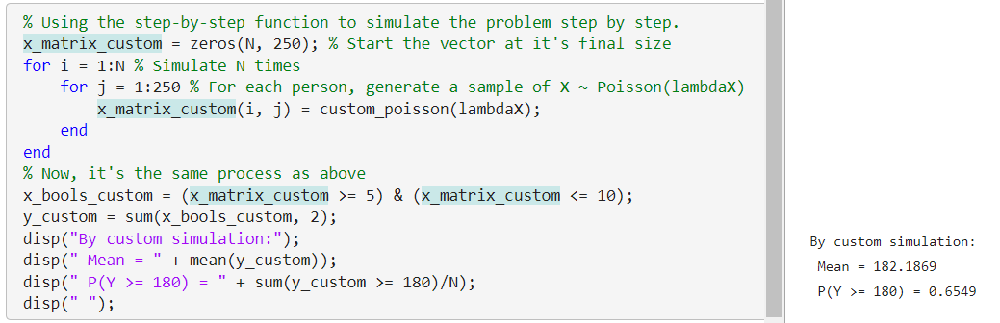 % Using the step-by-step function to simulate the problem step by step.
x_matrix_custom = zeros(N, 250); % Start the vector at it's final size
for i = 1:N % Simulate N times
    for j = 1:250 % For each person, generate a sample of X ~ Poisson(lambdaX)
        x_matrix_custom(i, j) = custom_poisson(lambdaX);
    end
end
% Now, it's the same process as above
x_bools_custom = (x_matrix_custom >= 5) & (x_matrix_custom <= 10);
y_custom = sum(x_bools_custom, 2);
disp("By custom simulation:");
disp(" Mean = " + mean(y_custom));
disp(" P(Y >= 180) = " + sum(y_custom >= 180)/N);
disp(" ");
By custom simulation:
 Mean = 182.1869
 P(Y >= 180) = 0.6549